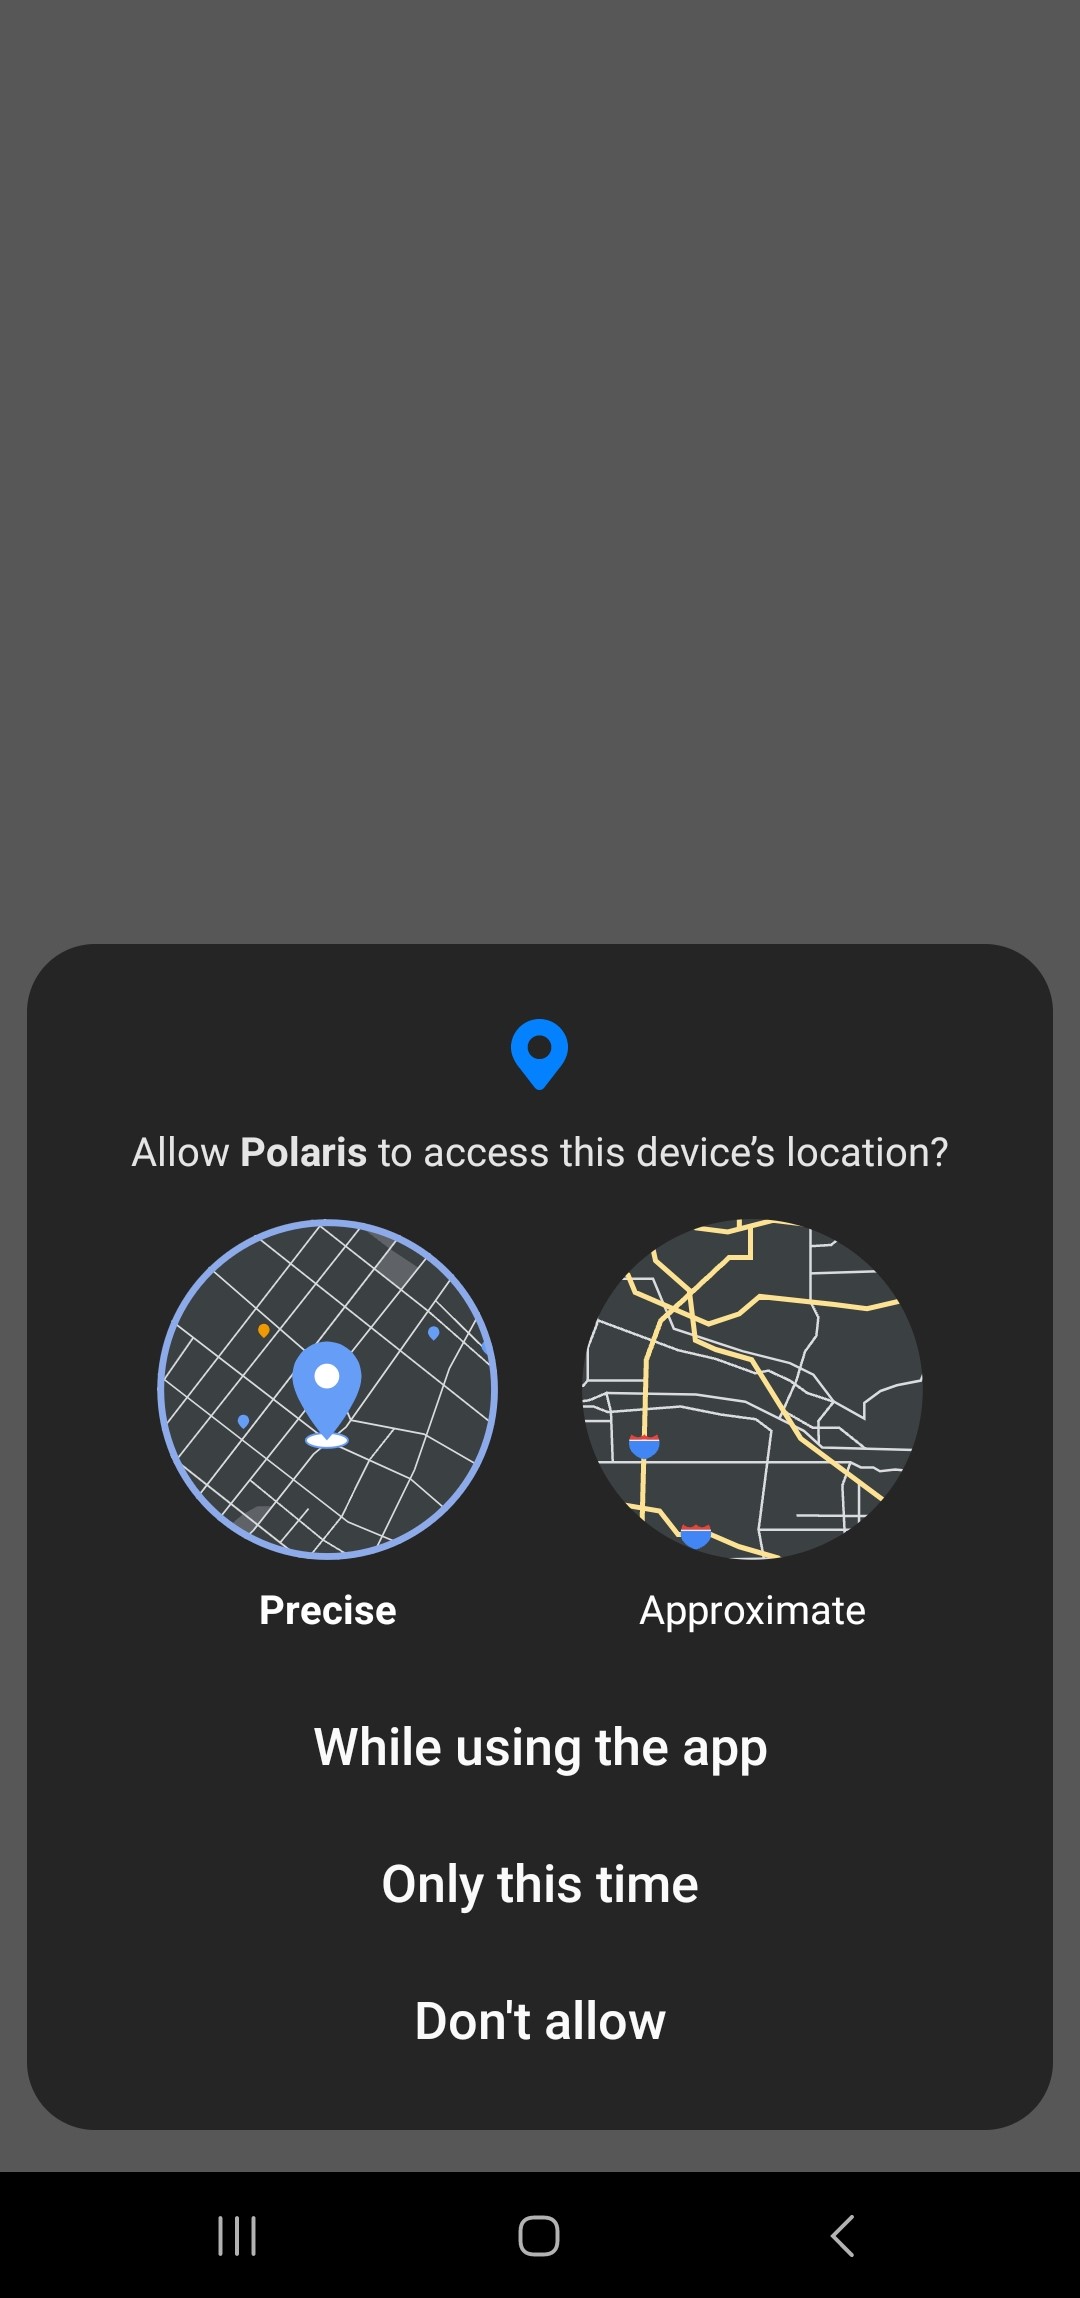 Allow Polaris to access this device’s location?
Precise
Approximate
While using the app
Only this time
Don't allow